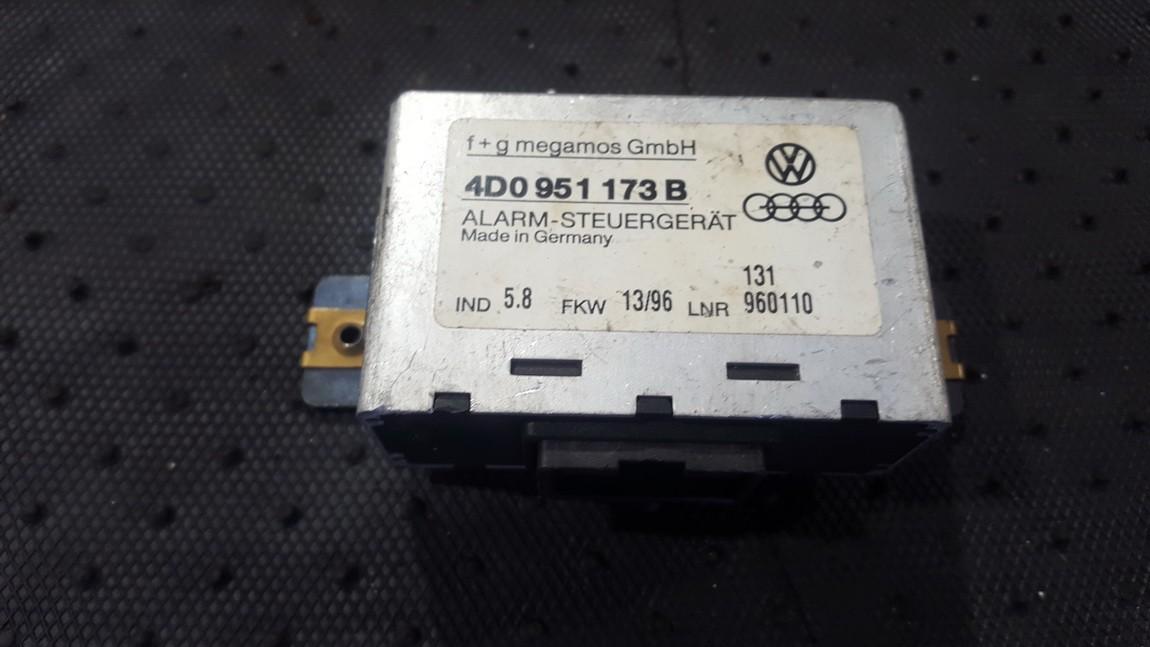 f+g megamos GmbH
4D0 951 173 B
ALARM-STEUERGERÄT
Made in Germany
131
IND 5.8 FKW 13/96 LNR 960110